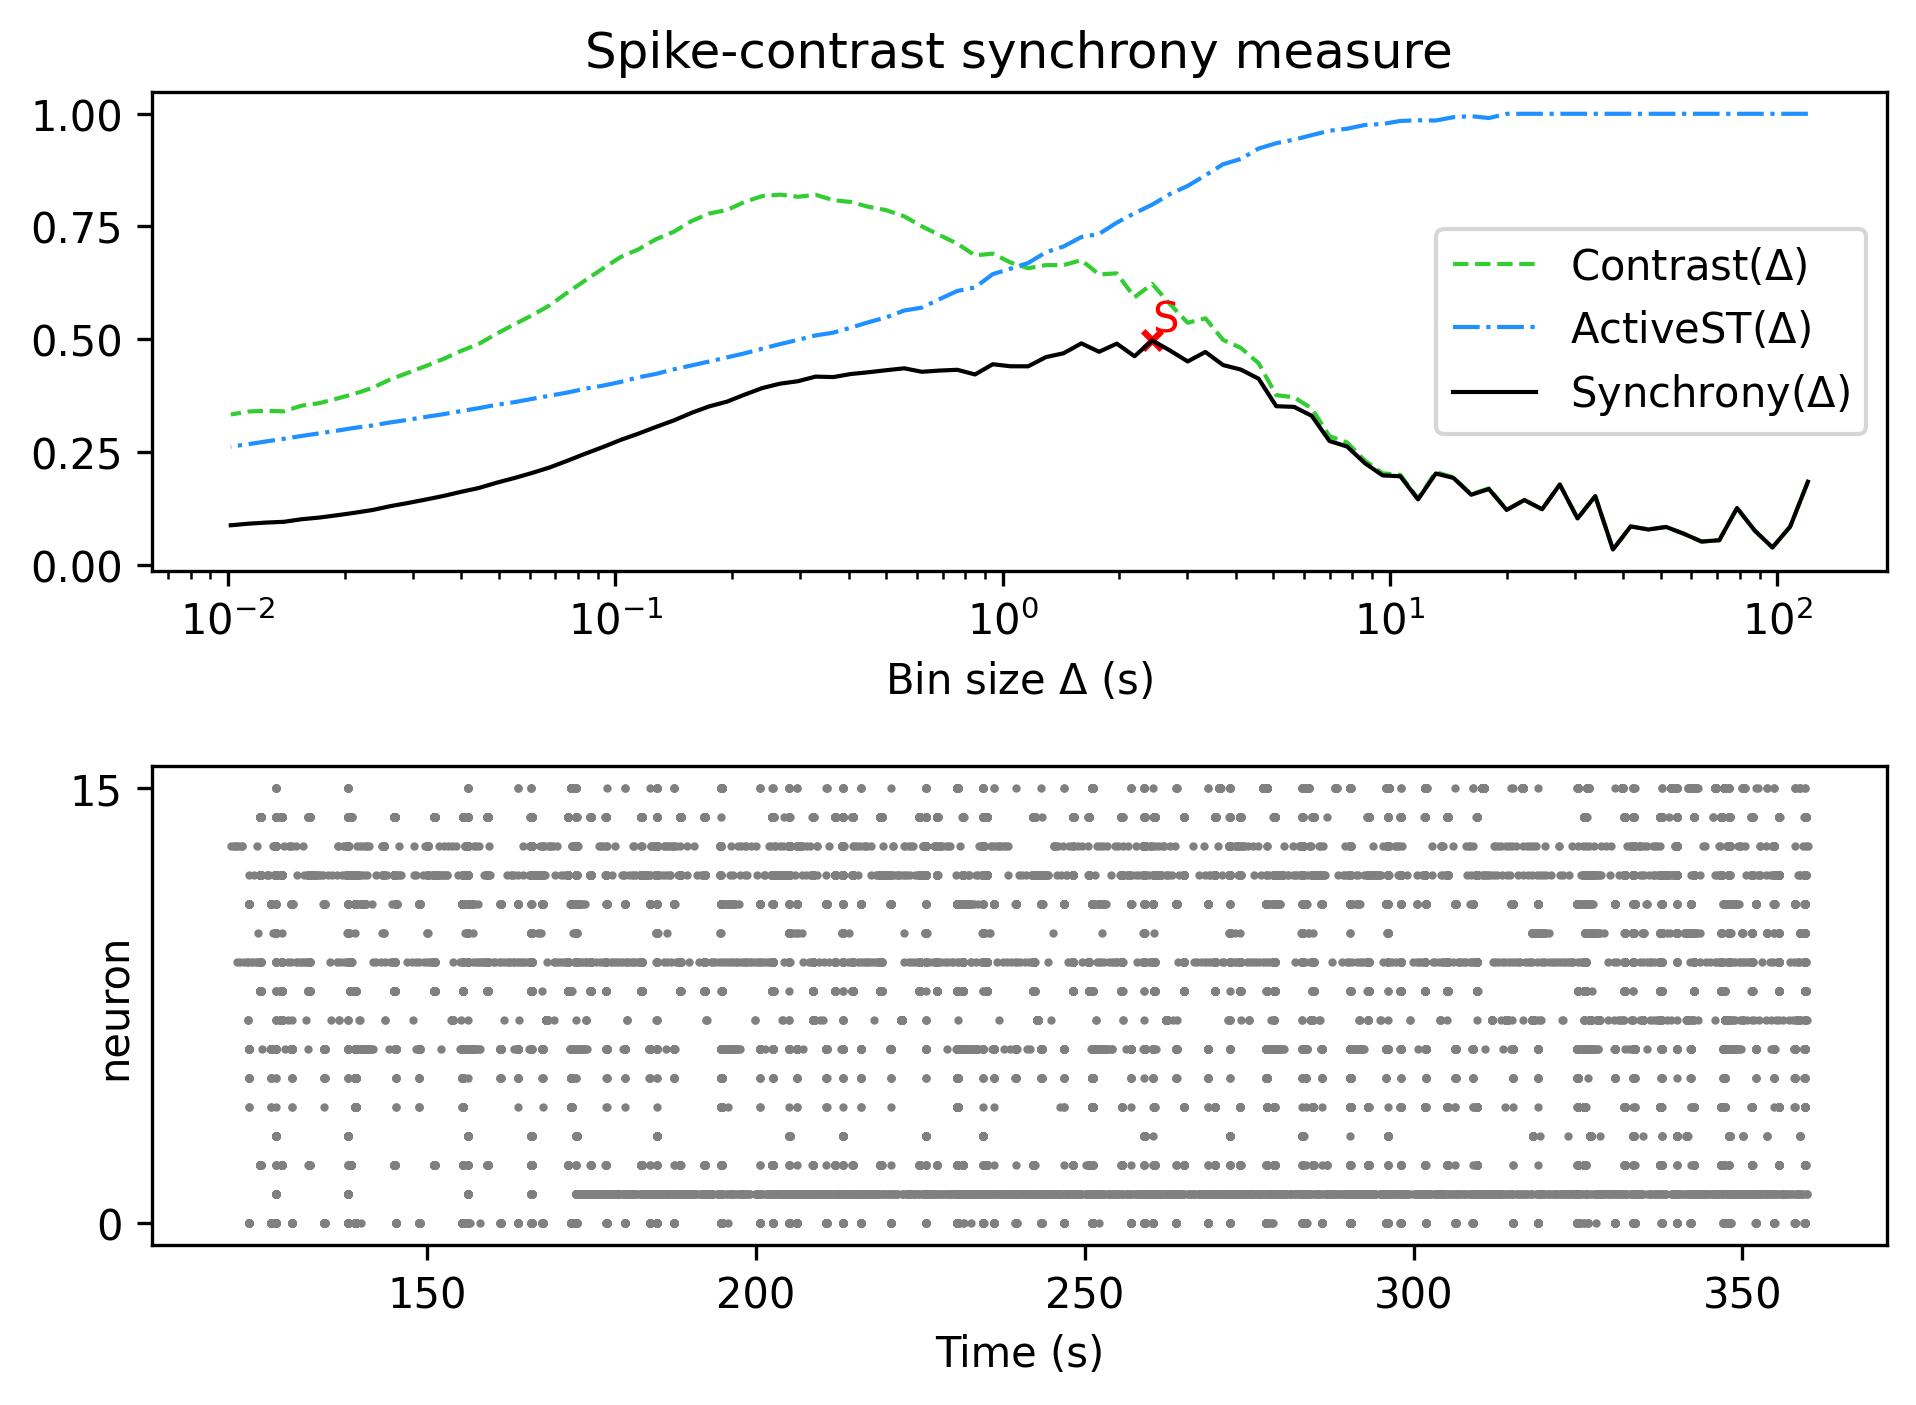 Spike-contrast synchrony measure
1.00
0.75
0.50
0.25
0.00
S
Contrast(Δ)
ActiveST(Δ)
Synchrony(Δ)
10⁻² 10⁻¹ 10⁰ 10¹ 10²
Bin size Δ (s)
15
neuron
0
150 200 250 300 350
Time (s)